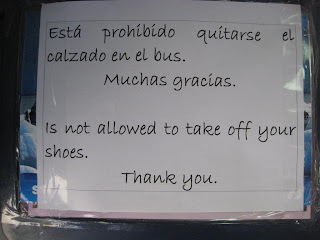 Está prohibido quitarse el
calzado en el bus.
Muchas gracias.
Is not allowed to take off your
shoes.
Thank you.